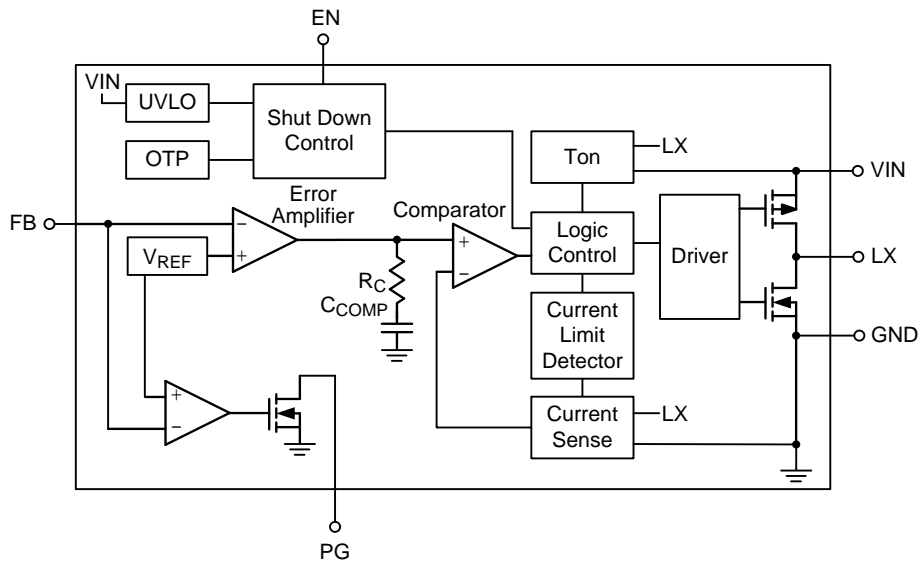 EN
VIN
UVLO
Shut Down
Control
OTP
Ton
LX
VIN
Error
Amplifier
Comparator
FB
−
+
VREF
+
−
Logic
Control
Driver
LX
RC
CCOMP
Current
Limit
Detector
GND
+
−
Current
Sense
LX
PG